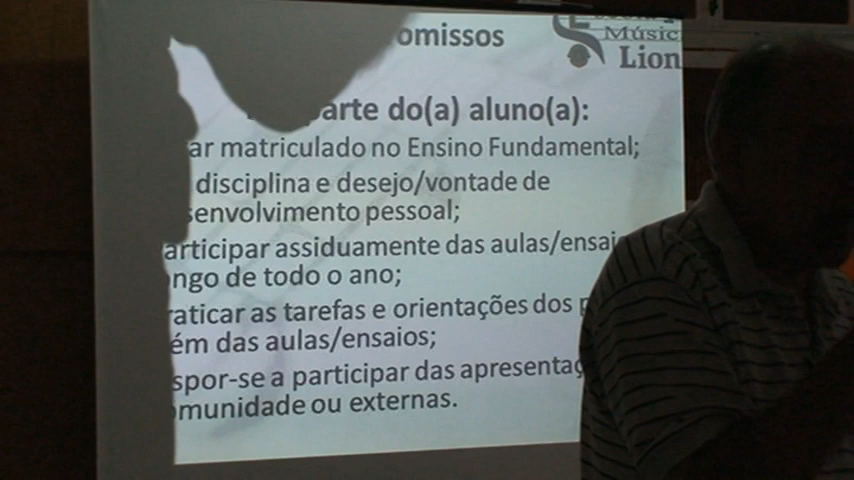 omissos
Músic
Lion
arte do(a) aluno(a):
ar matriculado no Ensino Fundamental;
disciplina e desejo/vontade de
senvolvimento pessoal;
articipar assiduamente das aulas/ensai
ngo de todo o ano;
raticar as tarefas e orientações dos p
ém das aulas/ensaios;
spor-se a participar das apresentaç
omunidade ou externas.